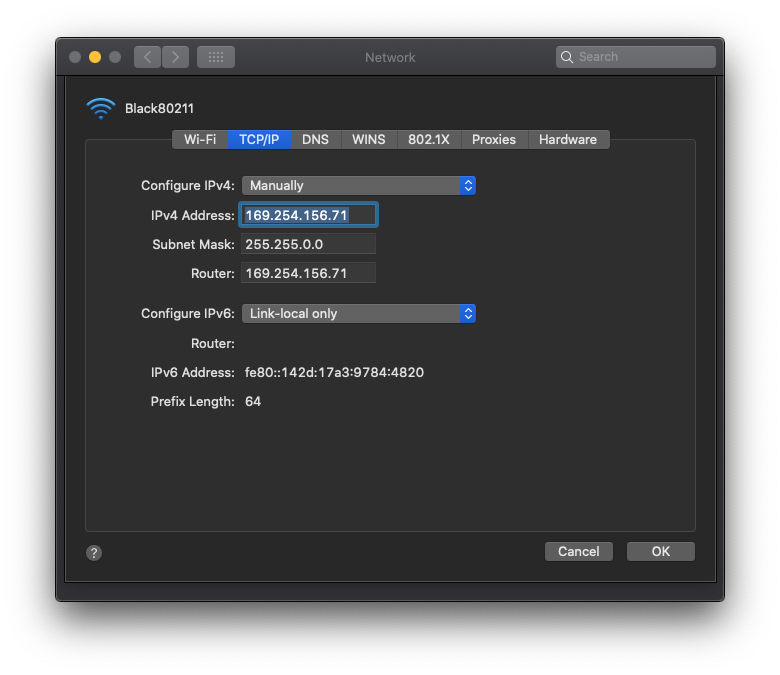 Network
Search
Black80211
Wi-Fi TCP/IP DNS WINS 802.1X Proxies Hardware
Configure IPv4: Manually
IPv4 Address: 169.254.156.71
Subnet Mask: 255.255.0.0
Router: 169.254.156.71
Configure IPv6: Link-local only
Router:
IPv6 Address: fe80::142d:17a3:9784:4820
Prefix Length: 64
? Cancel OK